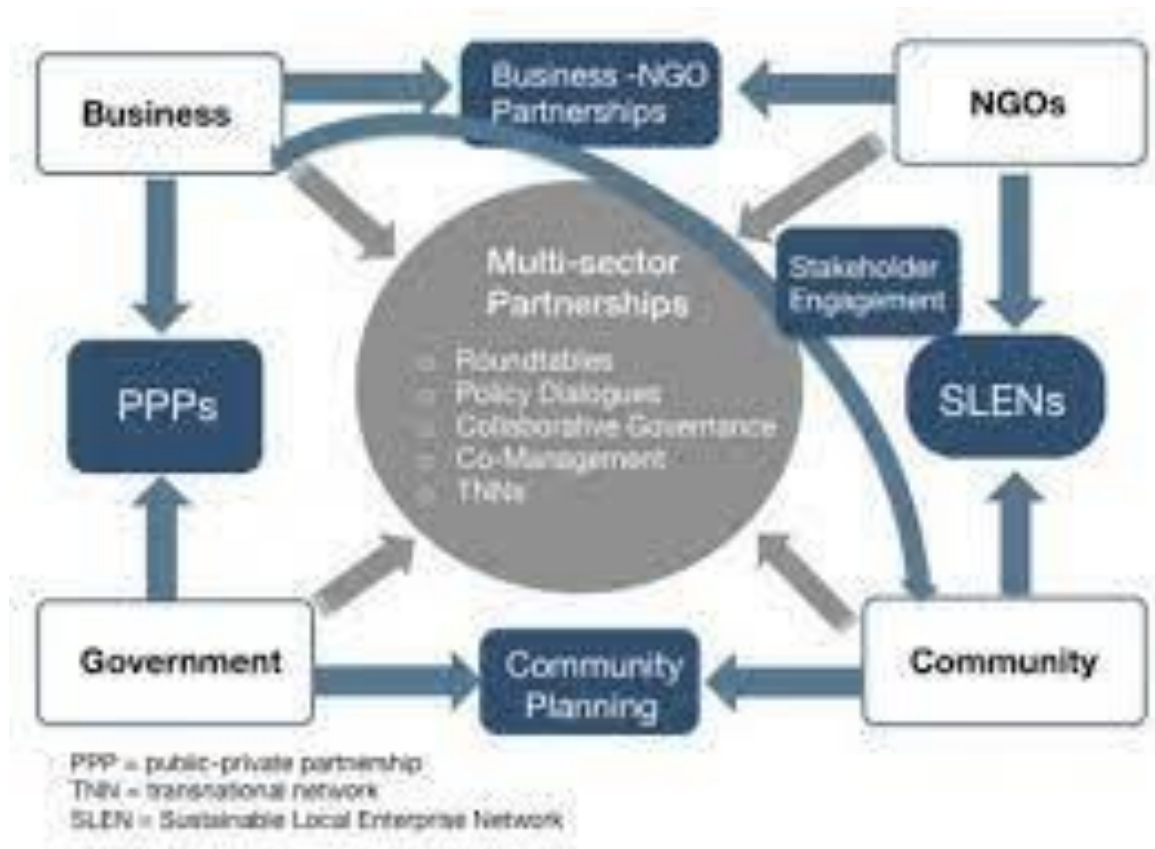 Business
Business -NGO
Partnerships
NGOs
Multi-sector
Partnerships
Stakeholder
Engagement
Roundtables
Policy Dialogues
Collaborative Governance
Co-Management
TNNs
PPPs
SLENs
Government
Community
Planning
Community
PPP = public-private partnership
TNN = transnational network
SLEN = Sustainable Local Enterprise Network